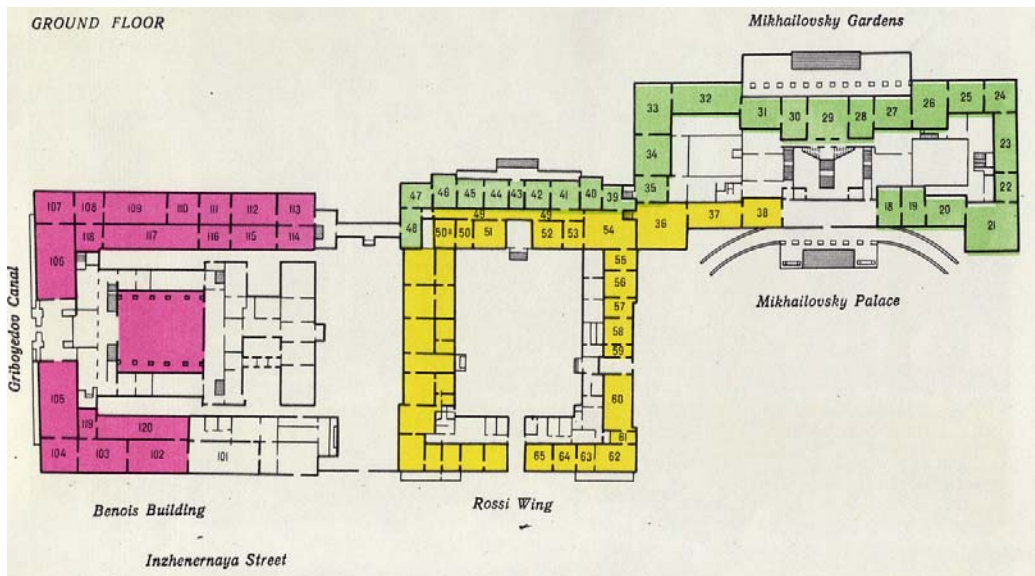 GROUND FLOOR
Mikhailovsky Gardens
33 32 31 30 29 28 27 26 25 24
34 23
35 22
36 37 38 18 19 20 21
Mikhailovsky Palace
47 46 45 44 43 42 41 40 39
48 49 49
50ª 50 51 52 53 54
55
56
57
58
59
60
61
65 64 63 62
Rossi Wing
107 108 109 110 111 112 113
118 117 116 115 114
106
Griboyedov Canal
105
119 120
104 103 102 101
Benois Building
Inzhenernaya Street